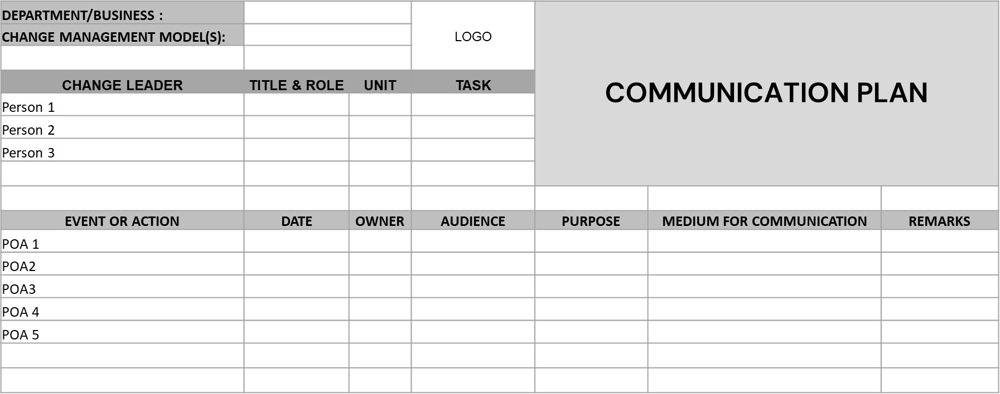 DEPARTMENT/BUSINESS :
CHANGE MANAGEMENT MODEL(S):
LOGO
COMMUNICATION PLAN
CHANGE LEADER TITLE & ROLE UNIT TASK
Person 1
Person 2
Person 3
EVENT OR ACTION DATE OWNER AUDIENCE PURPOSE MEDIUM FOR COMMUNICATION REMARKS
POA 1
POA2
POA3
POA 4
POA 5